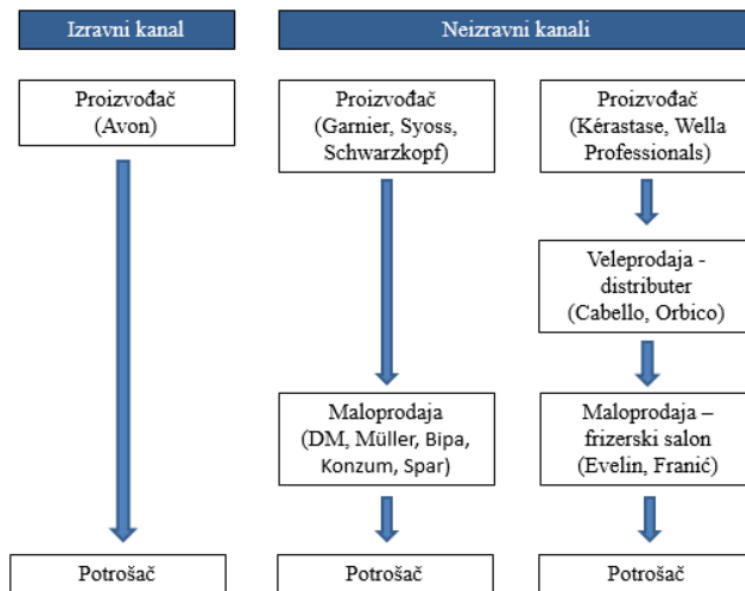 Izravni kanal
Neizravni kanali
Proizvođač
(Avon)
Potrošač
Proizvođač
(Garnier, Syoss,
Schwarzkopf)
Maloprodaja
(DM, Müller, Bipa,
Konzum, Spar)
Potrošač
Proizvođač
(Kérastase, Wella
Professionals)
Veleprodaja -
distributer
(Cabello, Orbico)
Maloprodaja –
frizerski salon
(Evelin, Franić)
Potrošač